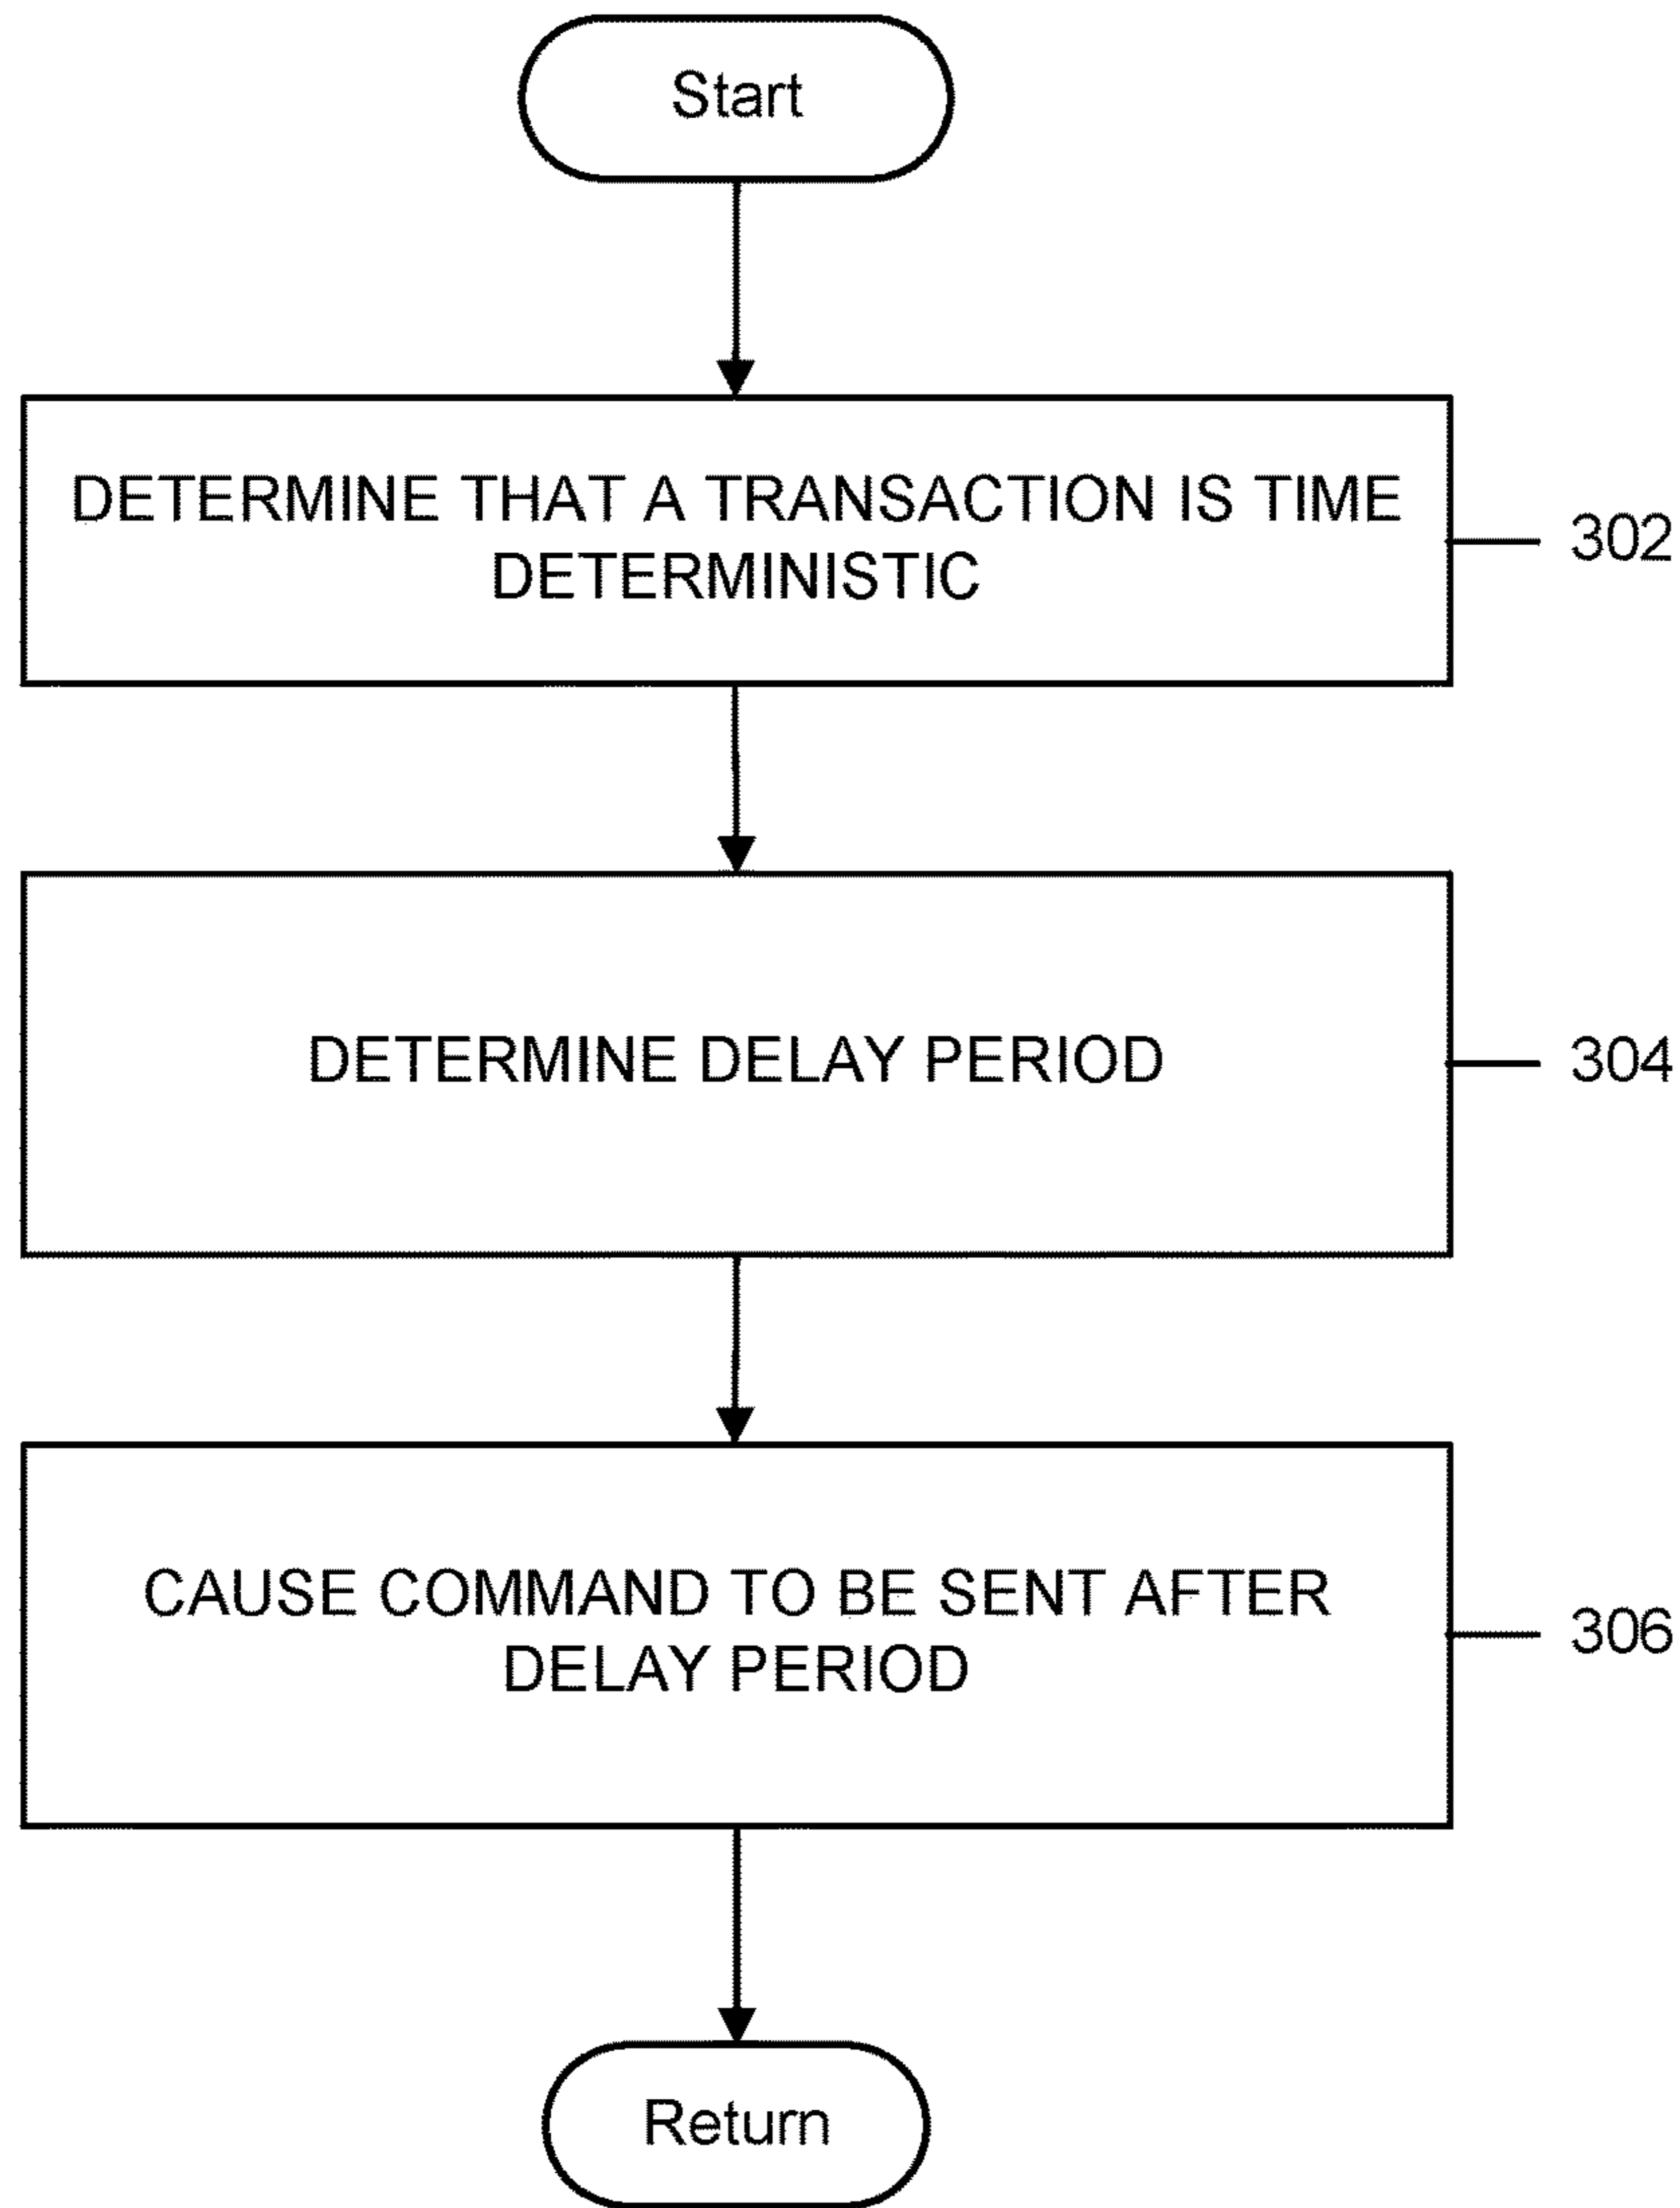 Start
DETERMINE THAT A TRANSACTION IS TIME
DETERMINISTIC
302
DETERMINE DELAY PERIOD
304
CAUSE COMMAND TO BE SENT AFTER
DELAY PERIOD
306
Return